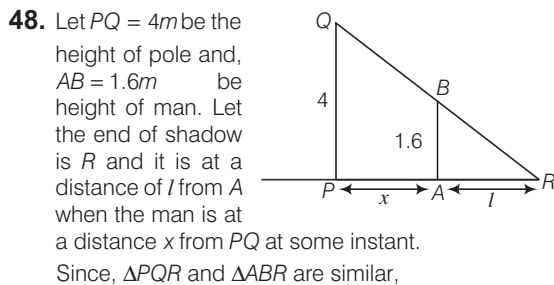 48. Let PQ = 4m be the
height of pole and,
AB = 1.6m be
height of man. Let
the end of shadow
is R and it is at a
distance of l from A
when the man is at
a distance x from PQ at some instant.
Since, ΔPQR and ΔABR are similar,
Q
B
4
1.6
P
x
A
l
R